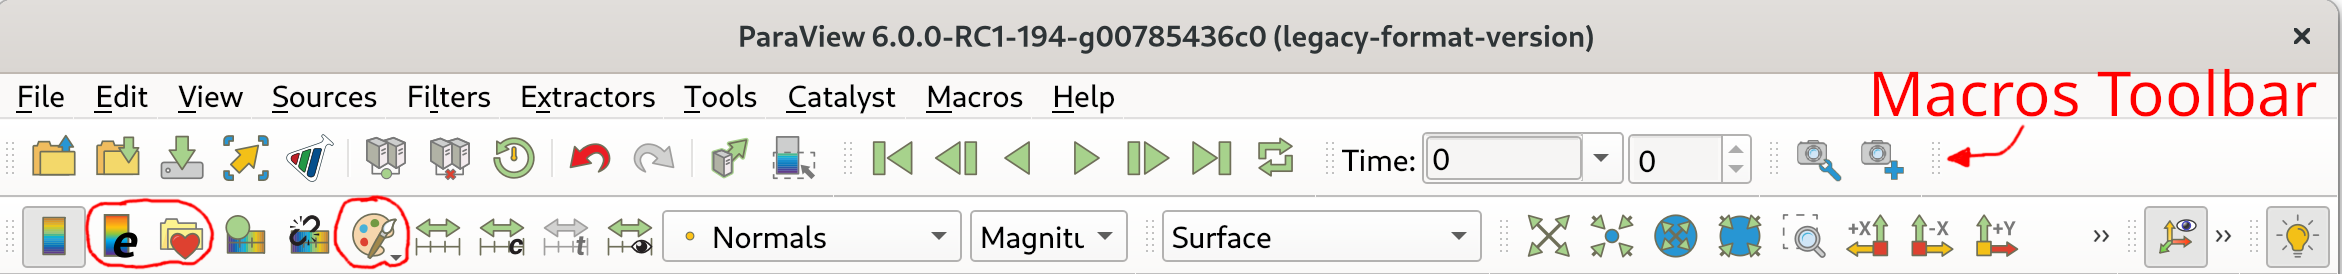 ParaView 6.0.0-RC1-194-g00785436c0 (legacy-format-version)
File Edit View Sources Filters Extractors Tools Catalyst Macros Help
Macros Toolbar
Time: 0 0
e c t Normals Magnitu Surface +X -X +Y